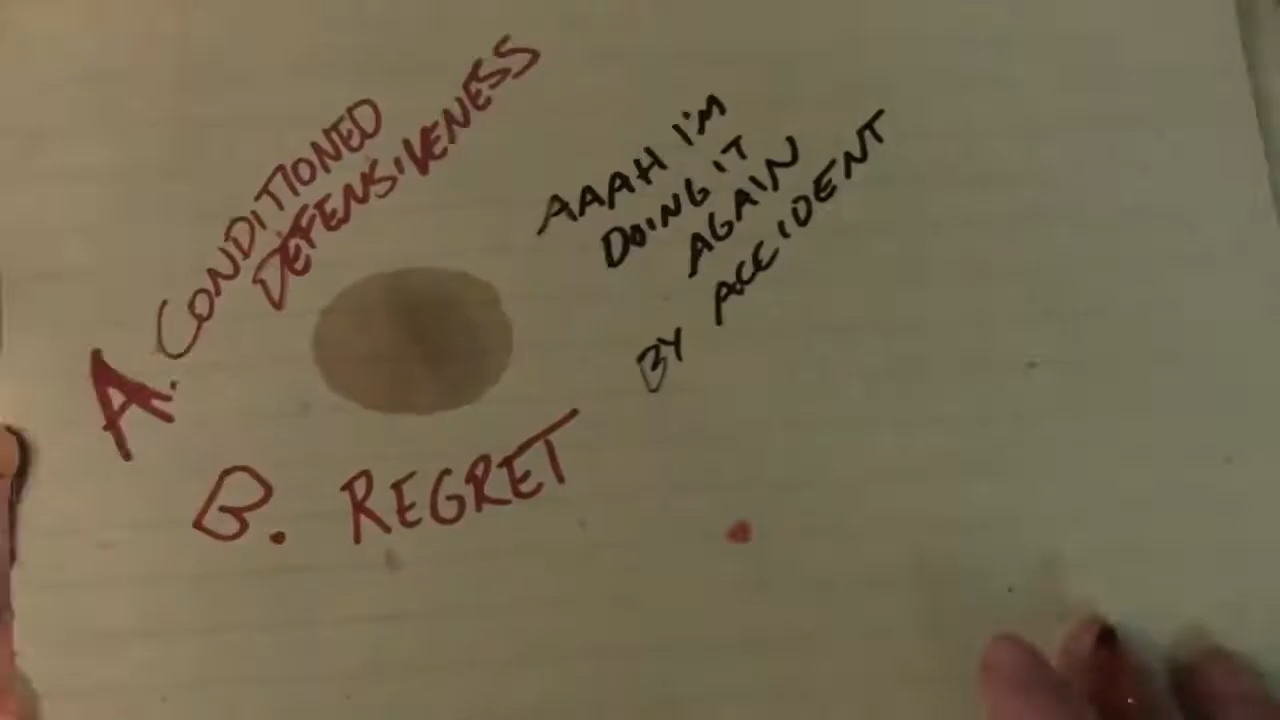 A. CONDITIONED
DEFENSIVENESS
AAAH I'M
DOING IT
AGAIN
BY ACCIDENT
B. REGRET